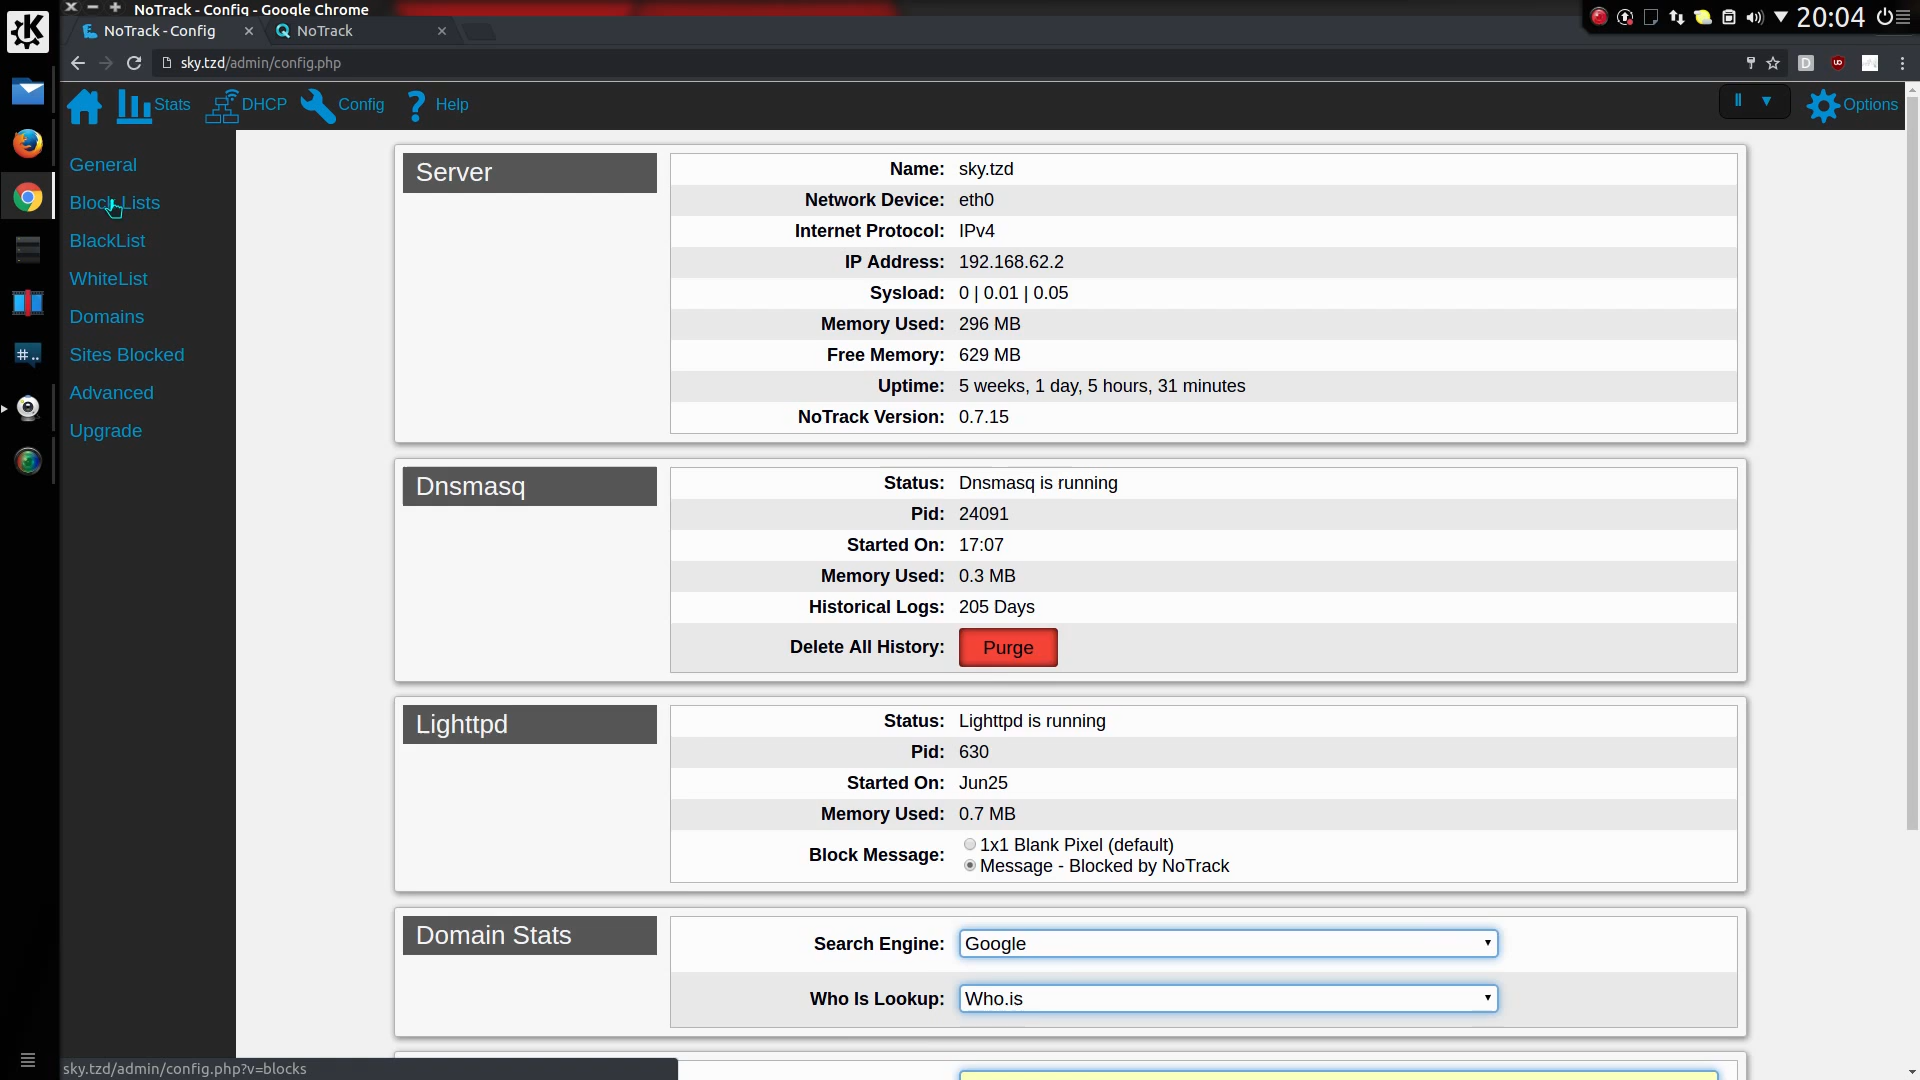 NoTrack - Config - Google Chrome
20:04
NoTrack - Config
NoTrack
sky.tzd/admin/config.php
Stats
DHCP
Config
Help
Options
General
Block Lists
BlackList
WhiteList
Domains
Sites Blocked
Advanced
Upgrade
Server
Name: sky.tzd
Network Device: eth0
Internet Protocol: IPv4
IP Address: 192.168.62.2
Sysload: 0 | 0.01 | 0.05
Memory Used: 296 MB
Free Memory: 629 MB
Uptime: 5 weeks, 1 day, 5 hours, 31 minutes
NoTrack Version: 0.7.15
Dnsmasq
Status: Dnsmasq is running
Pid: 24091
Started On: 17:07
Memory Used: 0.3 MB
Historical Logs: 205 Days
Delete All History: Purge
Lighttpd
Status: Lighttpd is running
Pid: 630
Started On: Jun25
Memory Used: 0.7 MB
Block Message: 1x1 Blank Pixel (default)
Message - Blocked by NoTrack
Domain Stats
Search Engine: Google
Who Is Lookup: Who.is
sky.tzd/admin/config.php?v=blocks